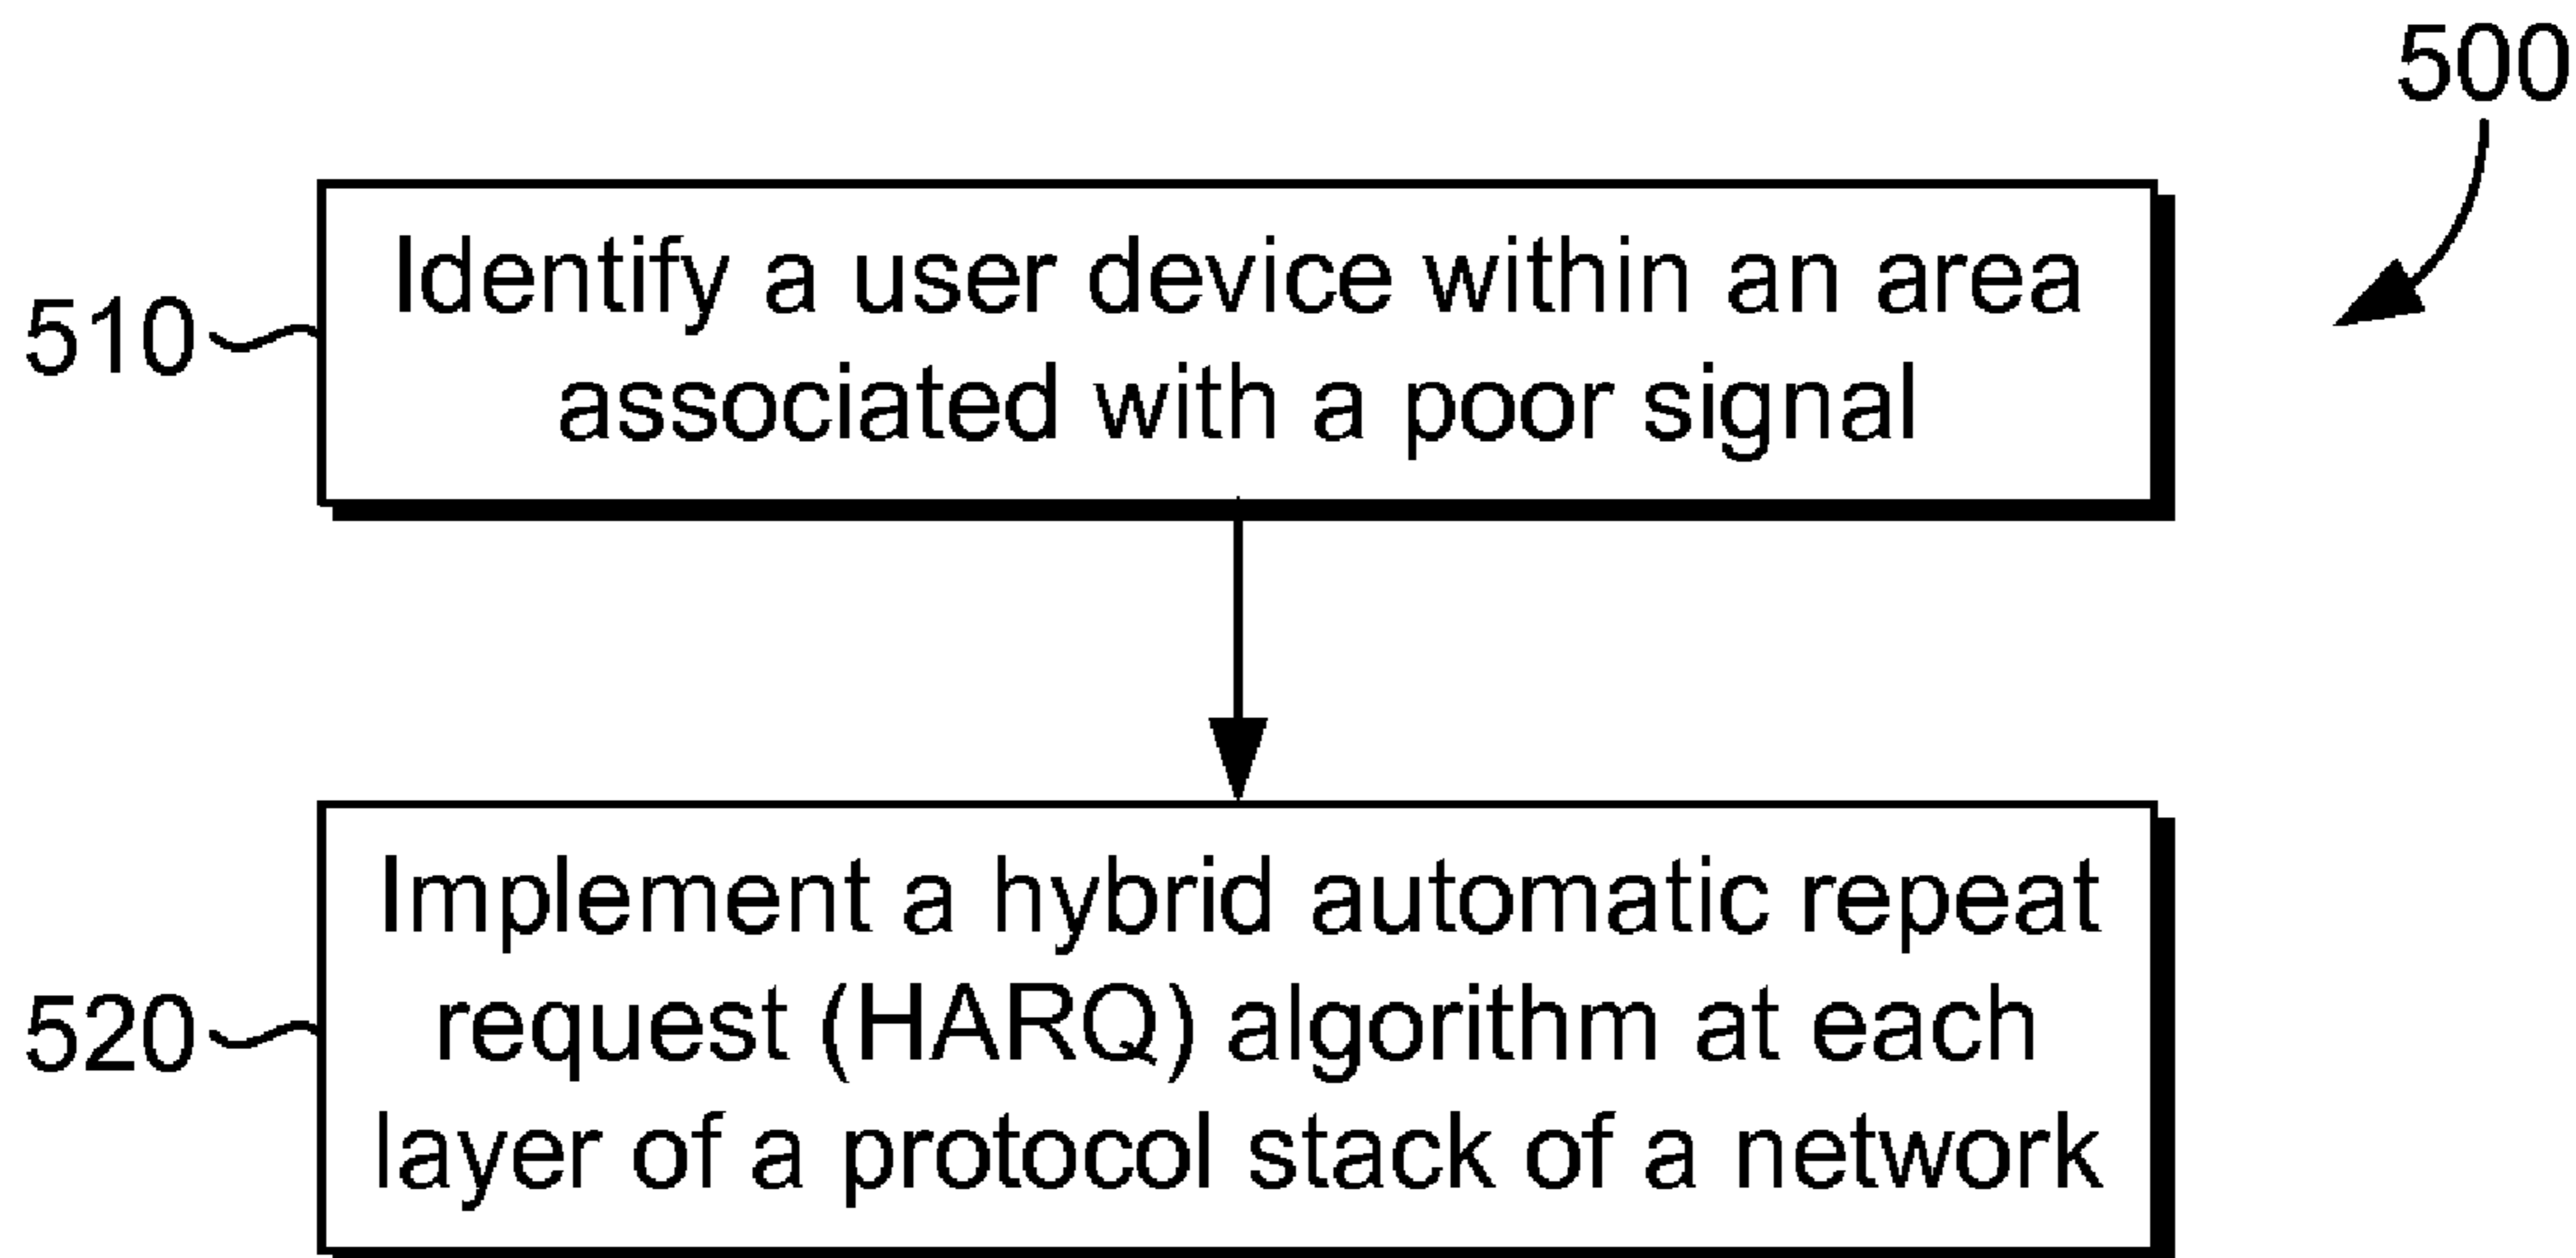 500
510
Identify a user device within an area
associated with a poor signal
520
Implement a hybrid automatic repeat
request (HARQ) algorithm at each
layer of a protocol stack of a network